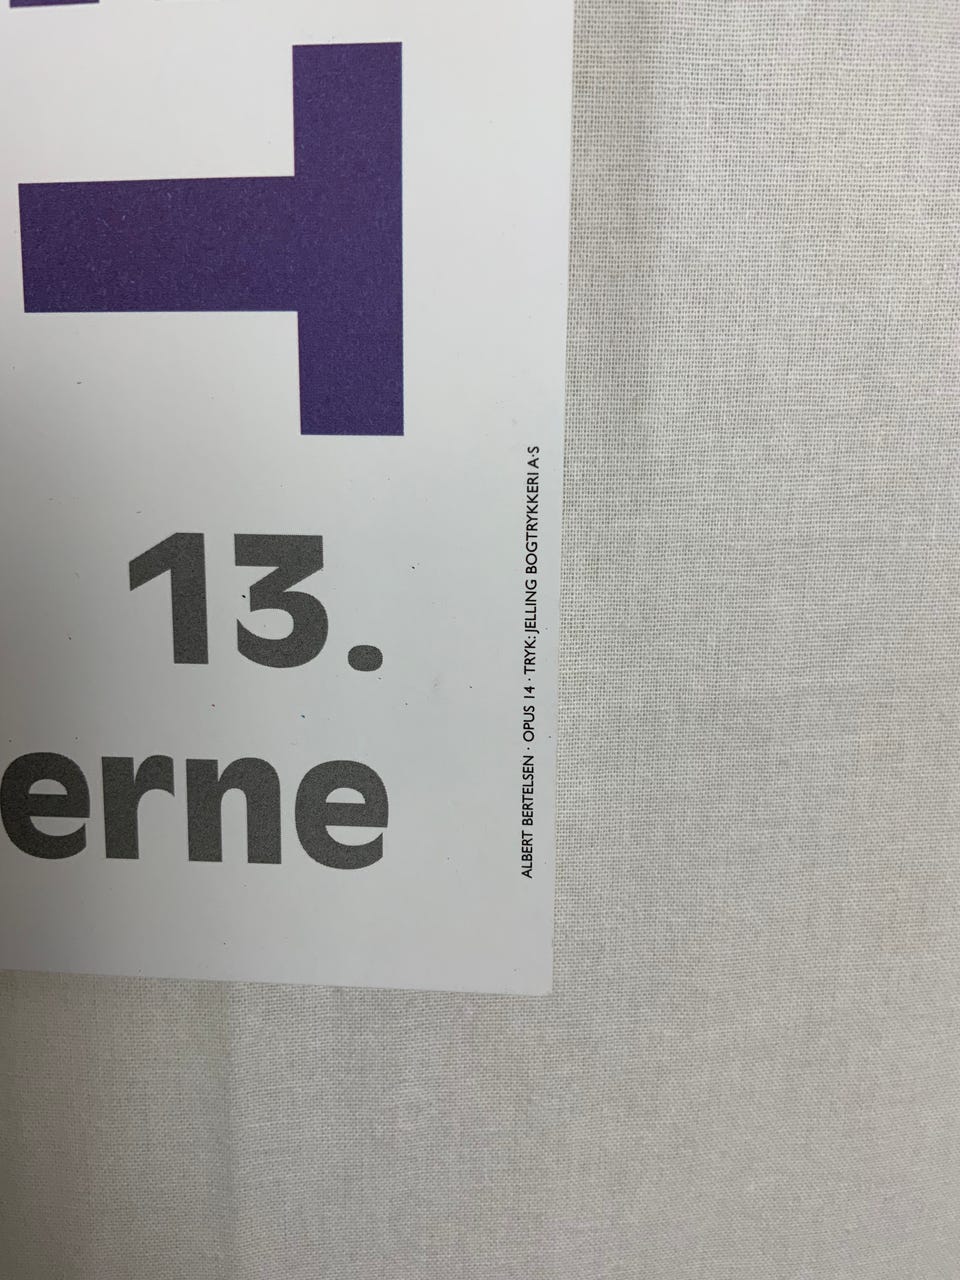 T
13.
erne
ALBERT BERTELSEN · OPUS 14 · TRYK: JELLING BOGTRYKKERI A·S